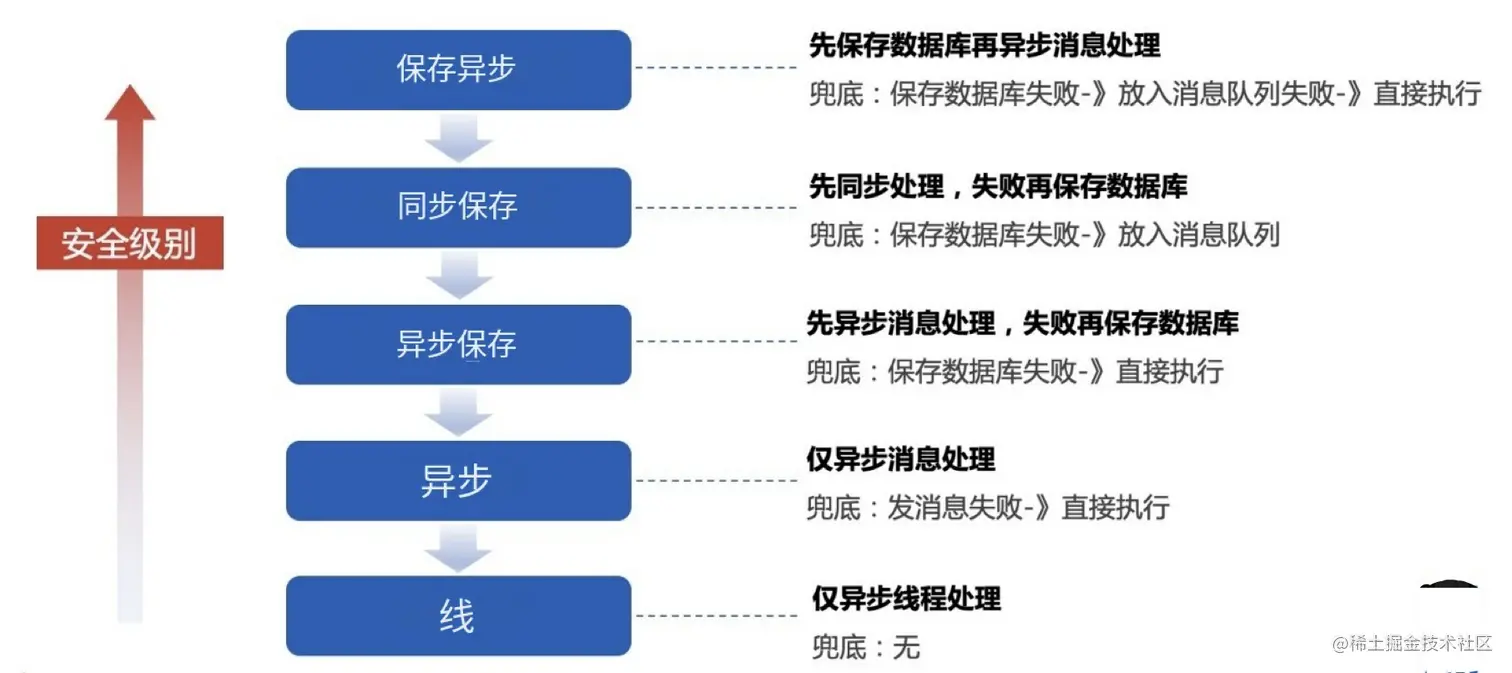 保存异步
先保存数据库再异步消息处理
兜底：保存数据库失败-》放入消息队列失败-》直接执行
同步保存
先同步处理，失败再保存数据库
兜底：保存数据库失败-》放入消息队列
安全级别
异步保存
先异步消息处理，失败再保存数据库
兜底：保存数据库失败-》直接执行
异步
仅异步消息处理
兜底：发消息失败-》直接执行
线
仅异步线程处理
兜底：无
@稀土掘金技术社区